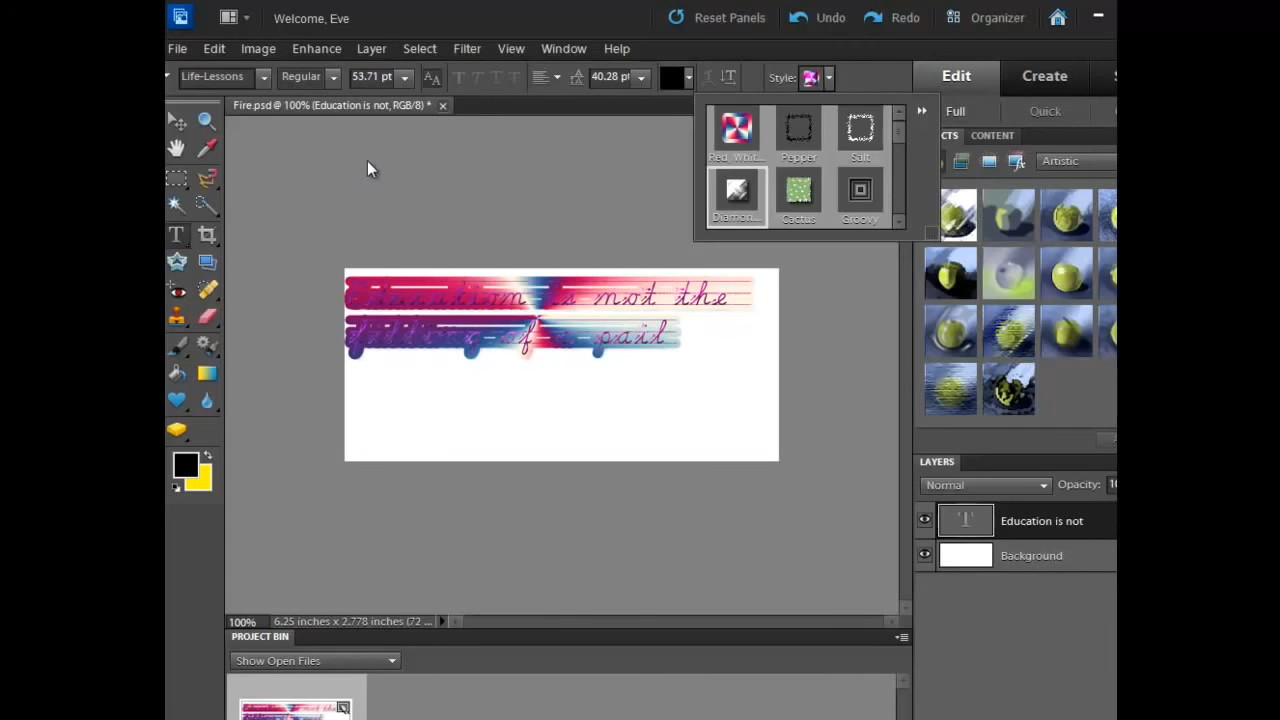 Welcome, Eve
Reset Panels
Undo
Redo
Organizer
File Edit Image Enhance Layer Select Filter View Window Help
Life-Lessons
Regular
53.71 pt
40.28 pt
Style:
Edit
Create
Fire.psd @ 100% (Education is not, RGB/8) *
Full
Quick
CONTENT
Artistic
Red, Whit...
Pepper
Salt
Diamon...
Cactus
Groovy
Education is not the
of a pail
LAYERS
Normal
Opacity:
Education is not
Background
100%
6.25 inches x 2.778 inches (72 ...
PROJECT BIN
Show Open Files